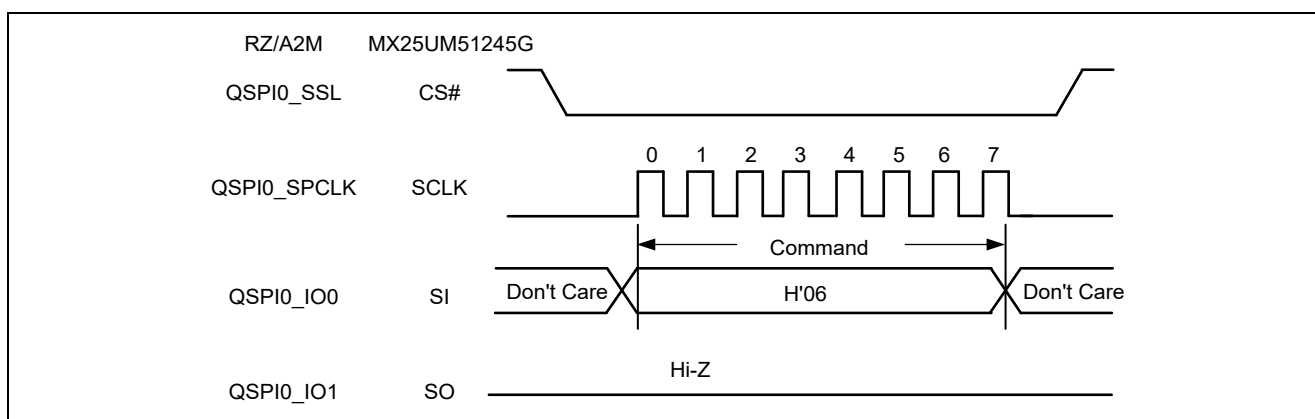 RZ/A2M MX25UM51245G
QSPI0_SSL CS#
0 1 2 3 4 5 6 7
QSPI0_SPCLK SCLK
Command
QSPI0_IO0 SI Don't Care H'06 Don't Care
Hi-Z
QSPI0_IO1 SO